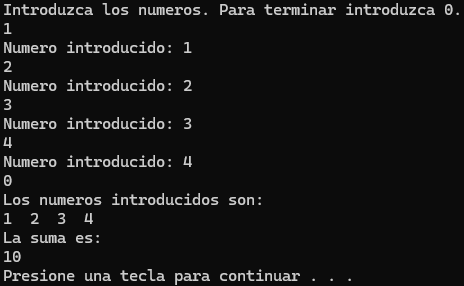 Introduzca los numeros. Para terminar introduzca 0.
1
Numero introducido: 1
2
Numero introducido: 2
3
Numero introducido: 3
4
Numero introducido: 4
0
Los numeros introducidos son:
1  2  3  4
La suma es:
10
Presione una tecla para continuar . . .